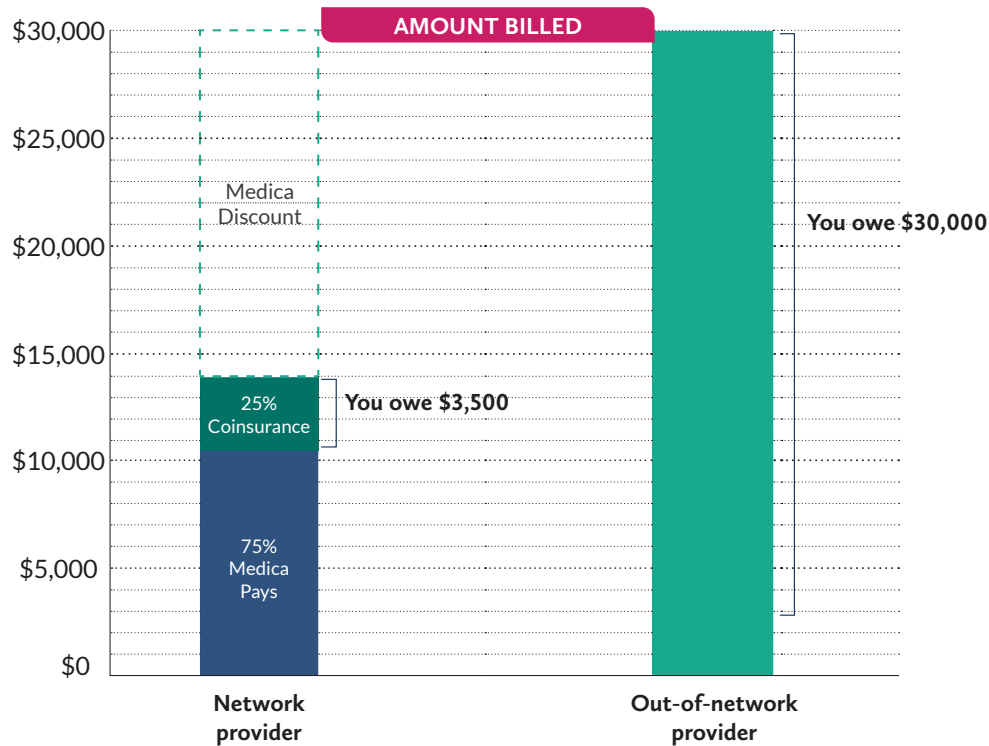 AMOUNT BILLED
$30,000
$25,000
$20,000
$15,000
$10,000
$5,000
$0
Medica
Discount
25%
Coinsurance
You owe $3,500
75%
Medica
Pays
You owe $30,000
Network
provider
Out-of-network
provider